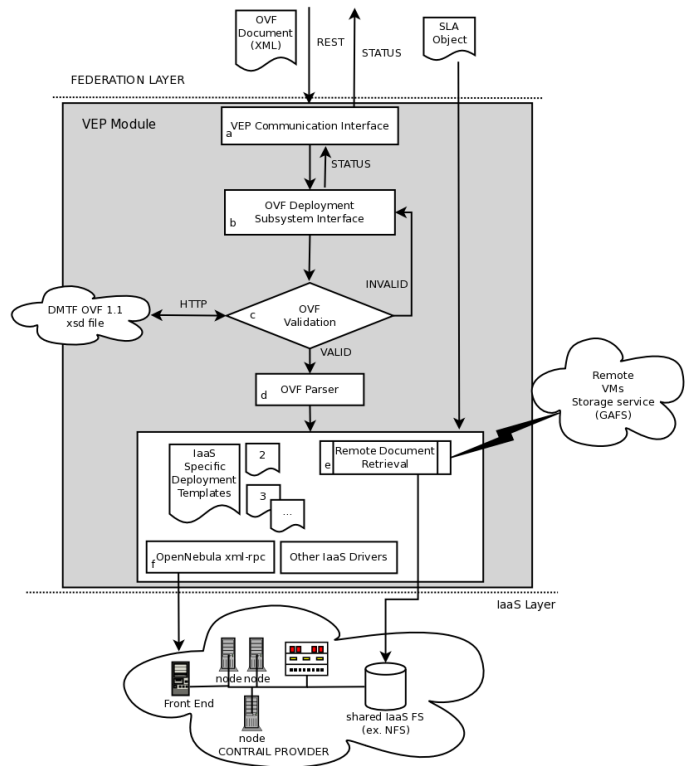 OVF
Document
(XML)
REST
STATUS
SLA
Object
FEDERATION LAYER
VEP Module
VEP Communication Interface
a
STATUS
OVF Deployment
Subsystem Interface
b
INVALID
HTTP
DMTF OVF 1.1
xsd file
c
OVF
Validation
VALID
OVF Parser
d
Remote
VMs
Storage service
(GAFS)
IaaS
Specific
Deployment
Templates
2
3
...
Remote Document
Retrieval
e
OpenNebula xml-rpc
f
Other IaaS Drivers
IaaS Layer
node
node
Front End
node
shared IaaS FS
(ex. NFS)
CONTRAIL PROVIDER